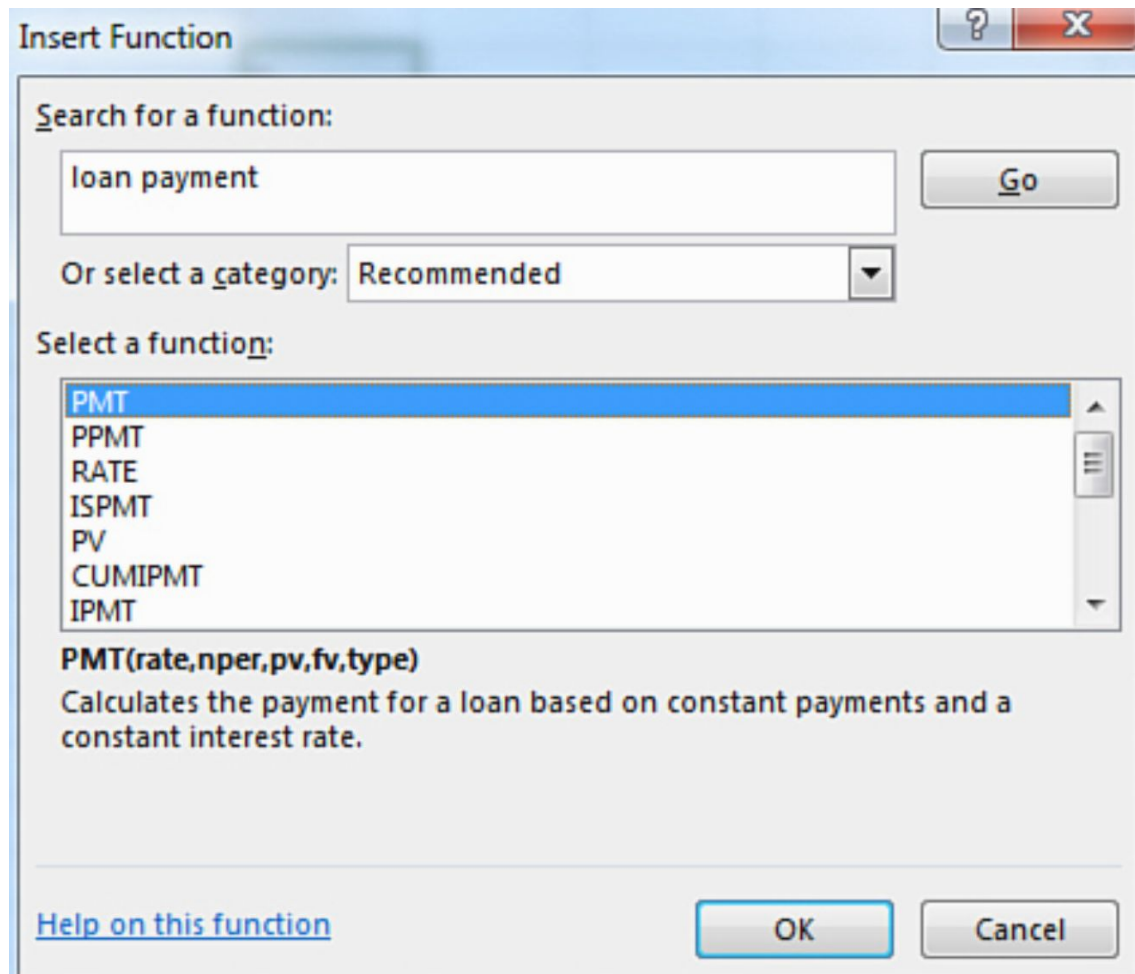 Insert Function
?
X
Search for a function:
loan payment
Go
Or select a category: Recommended
Select a function:
PMT
PPMT
RATE
ISPMT
PV
CUMIPMT
IPMT
PMT(rate,nper,pv,fv,type)
Calculates the payment for a loan based on constant payments and a
constant interest rate.
Help on this function
OK
Cancel